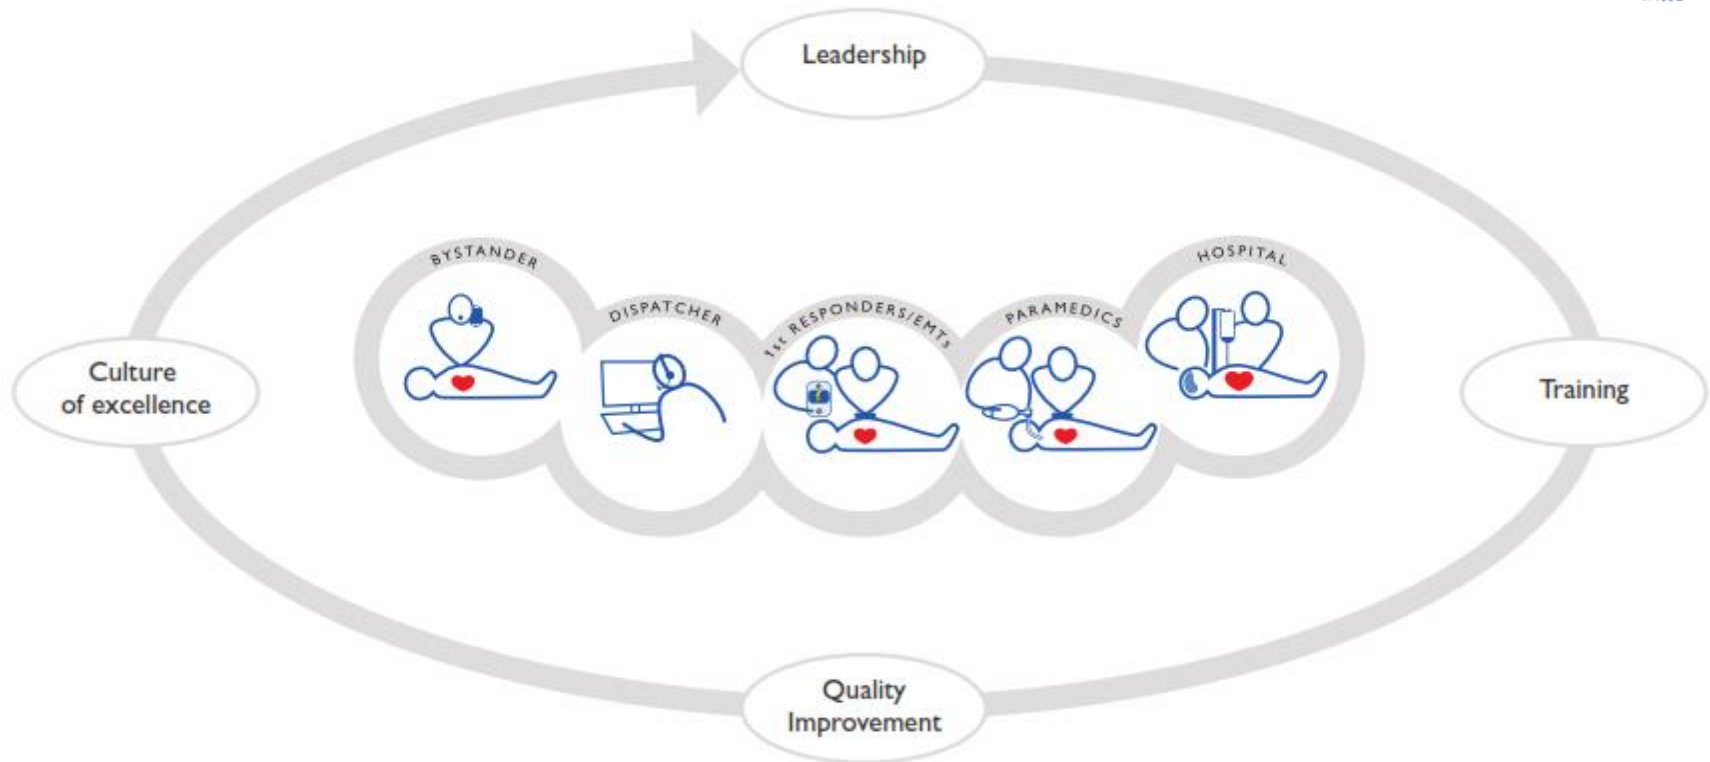 Leadership
BYSTANDER
DISPATCHER
1st RESPONDERS/EMTs
PARAMEDICS
HOSPITAL
Culture
of excellence
Training
Quality
Improvement